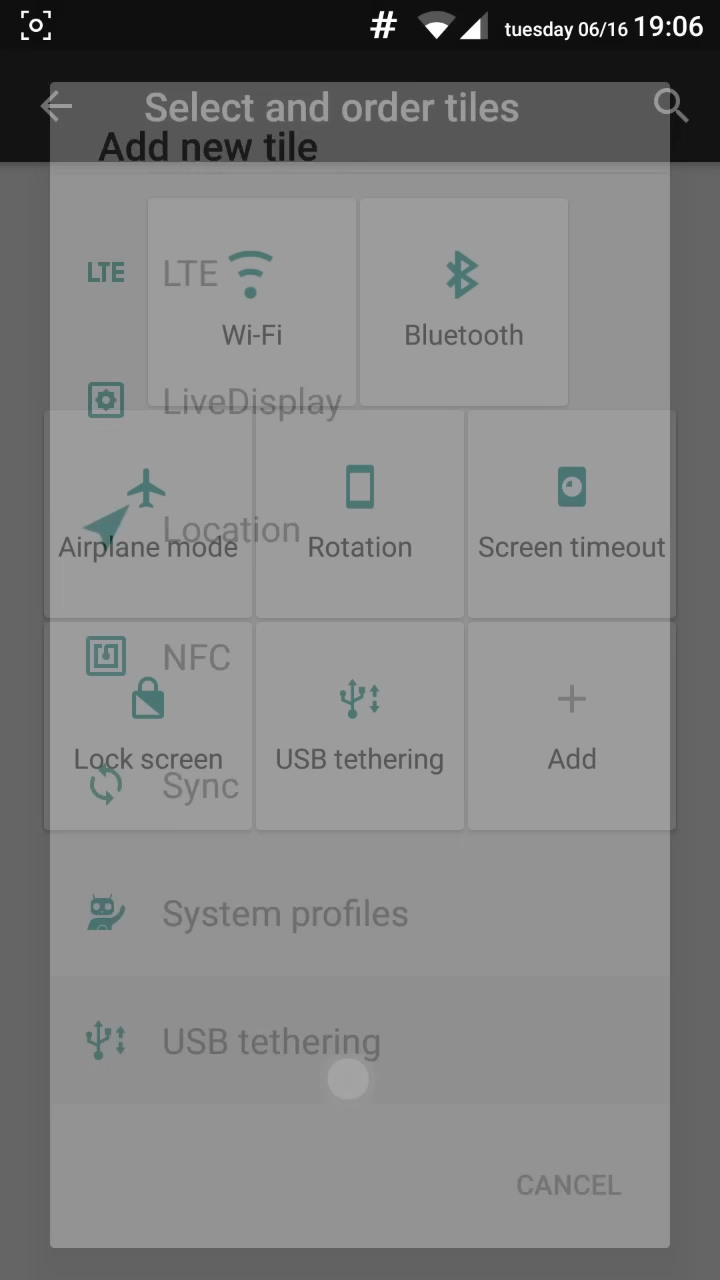 # tuesday 06/16 19:06
Select and order tiles
Add new tile
LTE LTE
Wi-Fi Bluetooth
LiveDisplay
Location
Airplane mode Rotation Screen timeout
NFC
Lock screen USB tethering Add
Sync
System profiles
USB tethering
CANCEL